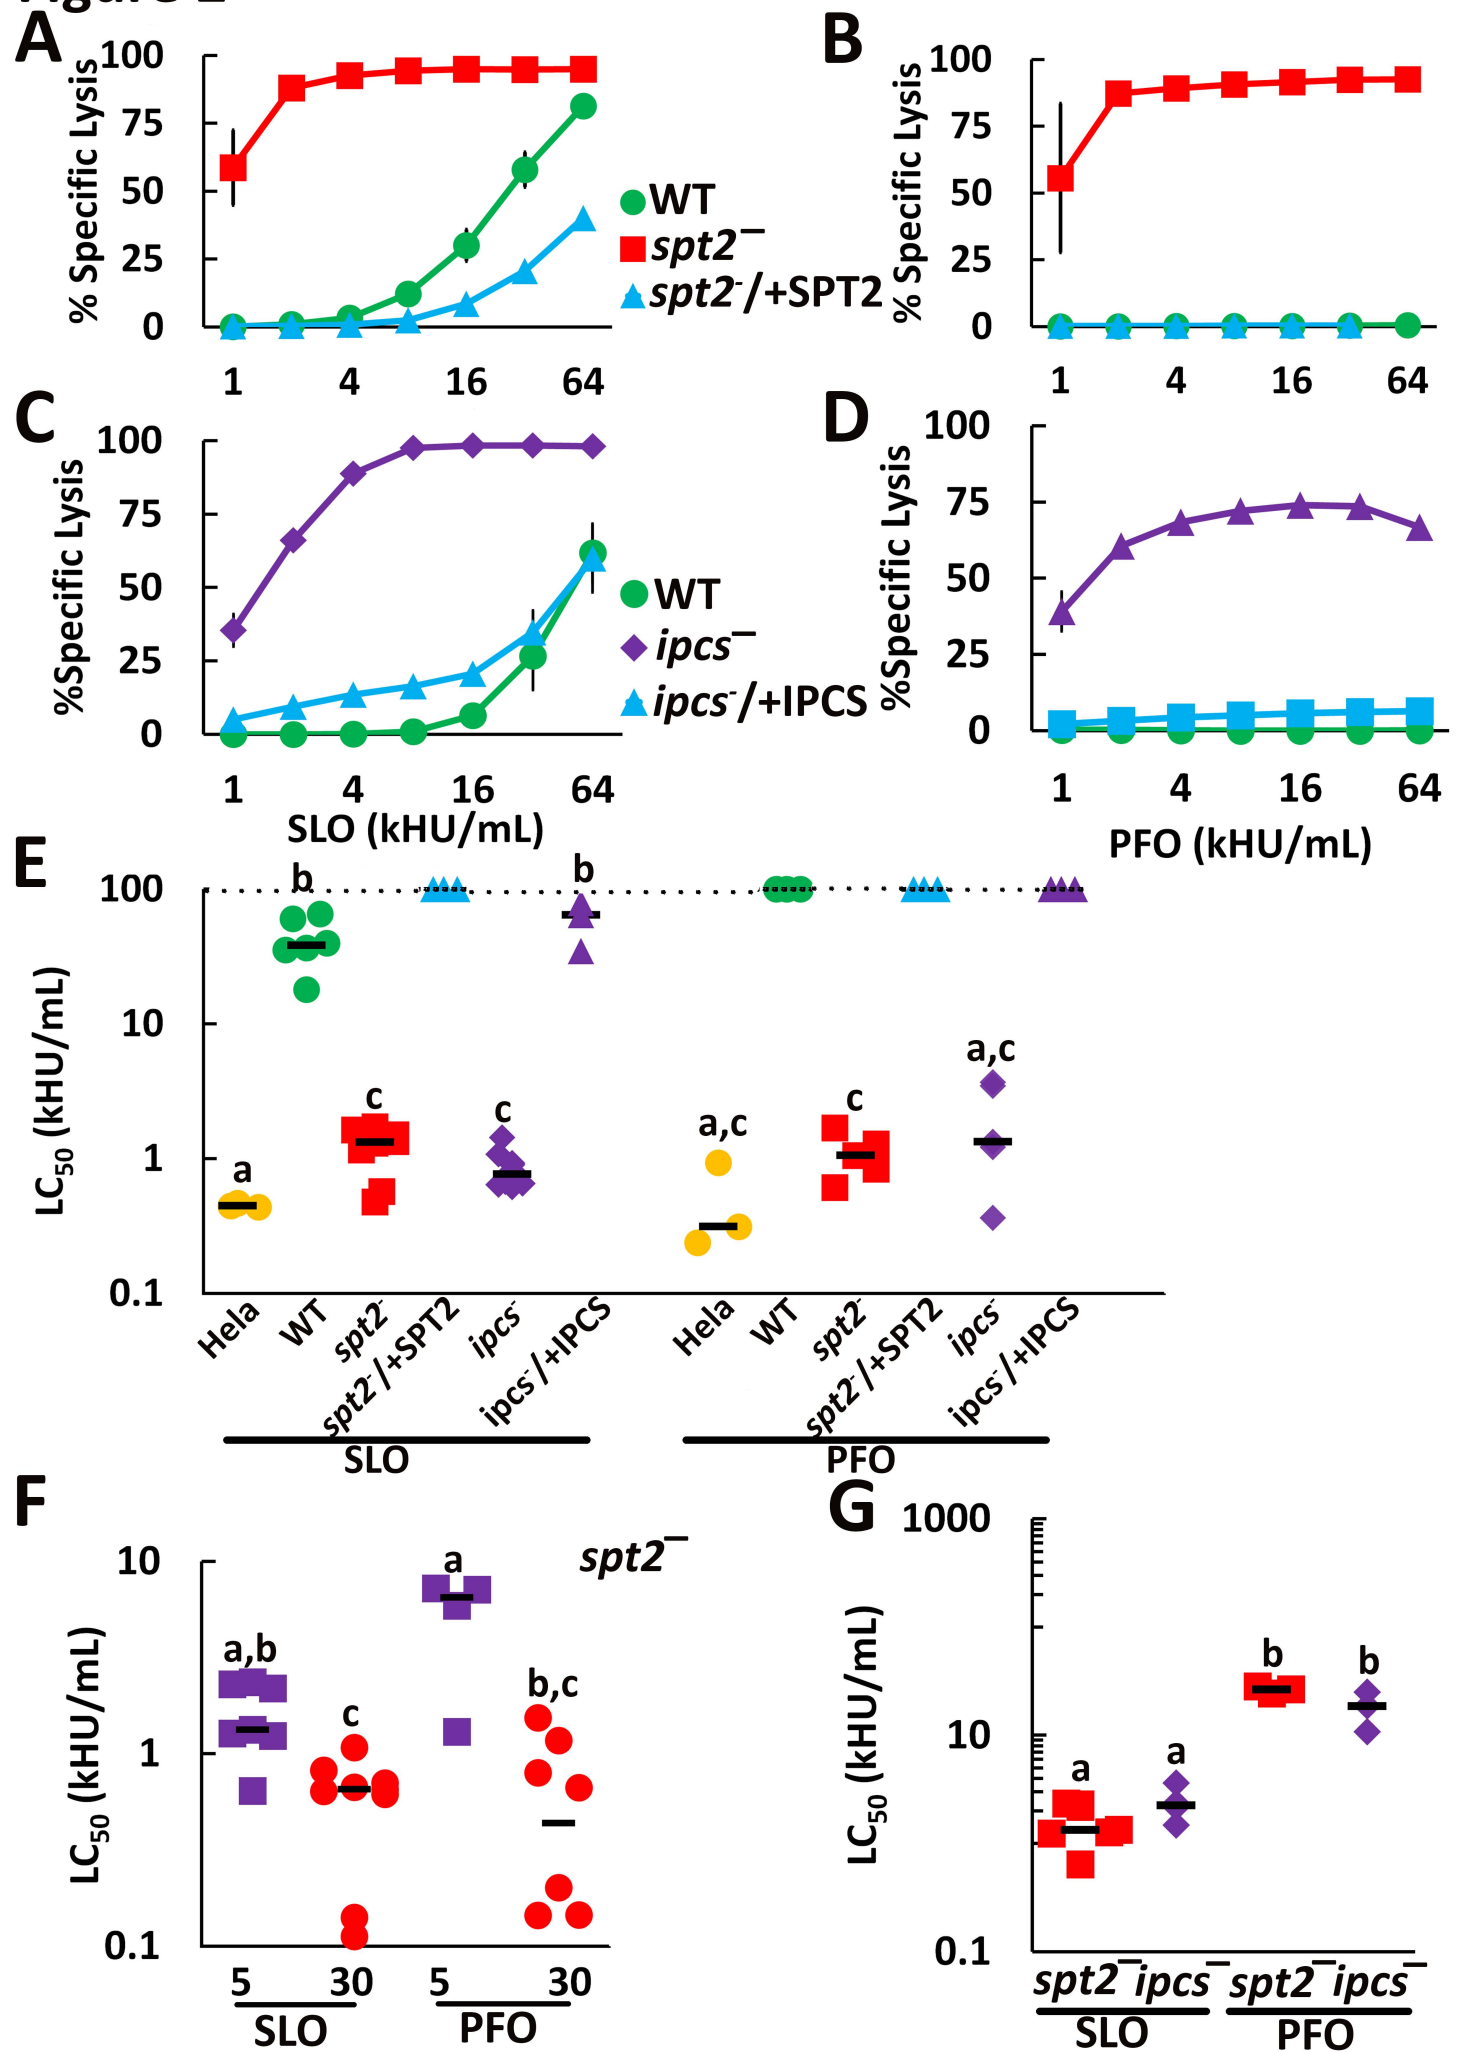 A
% Specific Lysis
100
75
50
25
0
1 4 16 64
WT
spt2–
spt2-/+SPT2
B
% Specific Lysis
100
75
50
25
0
1 4 16 64
C
%Specific Lysis
100
75
50
25
0
1 4 16 64
SLO (kHU/mL)
WT
ipcs–
ipcs-/+IPCS
D
%Specific Lysis
100
75
50
25
0
1 4 16 64
PFO (kHU/mL)
E
LC50 (kHU/mL)
100
10
1
0.1
a b c c b a,c c a,c
Hela WT spt2- spt2-/+SPT2 ipcs- ipcs-/+IPCS Hela WT spt2- spt2-/+SPT2 ipcs- ipcs-/+IPCS
SLO PFO
F
spt2–
LC50 (kHU/mL)
10
1
0.1
a,b c a b,c
5 30 5 30
SLO PFO
G
LC50 (kHU/mL)
1000
10
0.1
a a b b
spt2– ipcs– spt2– ipcs–
SLO PFO